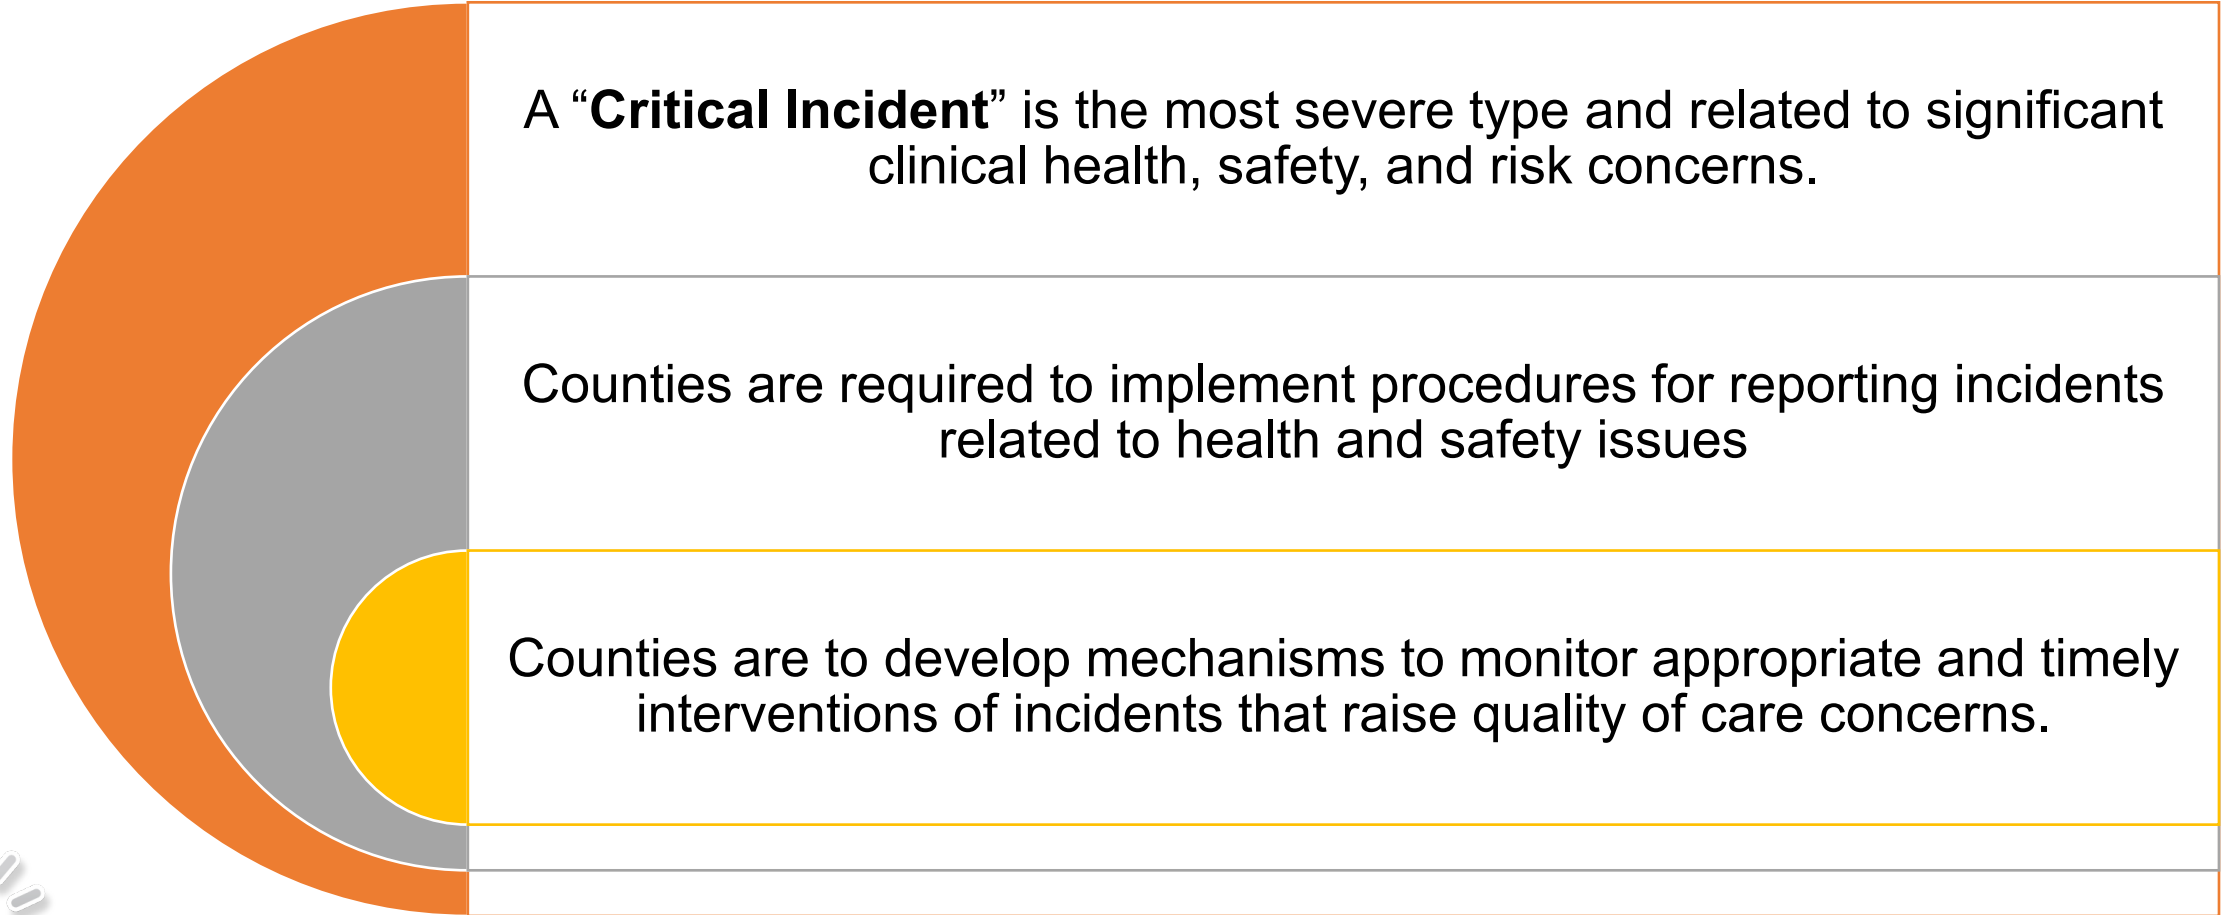 A “Critical Incident” is the most severe type and related to significant
clinical health, safety, and risk concerns.
Counties are required to implement procedures for reporting incidents
related to health and safety issues
Counties are to develop mechanisms to monitor appropriate and timely
interventions of incidents that raise quality of care concerns.